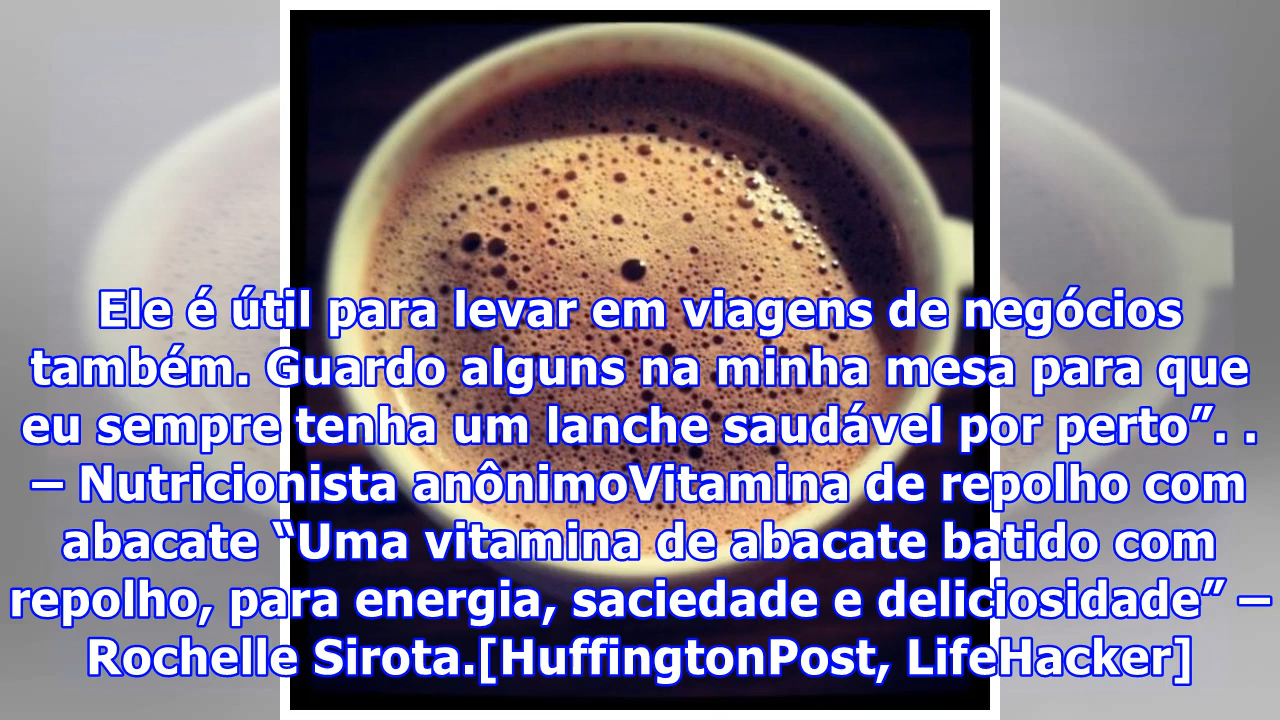 Ele é útil para levar em viagens de negócios
também. Guardo alguns na minha mesa para que
eu sempre tenha um lanche saudável por perto”. .
– Nutricionista anônimoVitamina de repolho com
abacate “Uma vitamina de abacate batido com
repolho, para energia, saciedade e deliciosidade” –
Rochelle Sirota.[HuffingtonPost, LifeHacker]